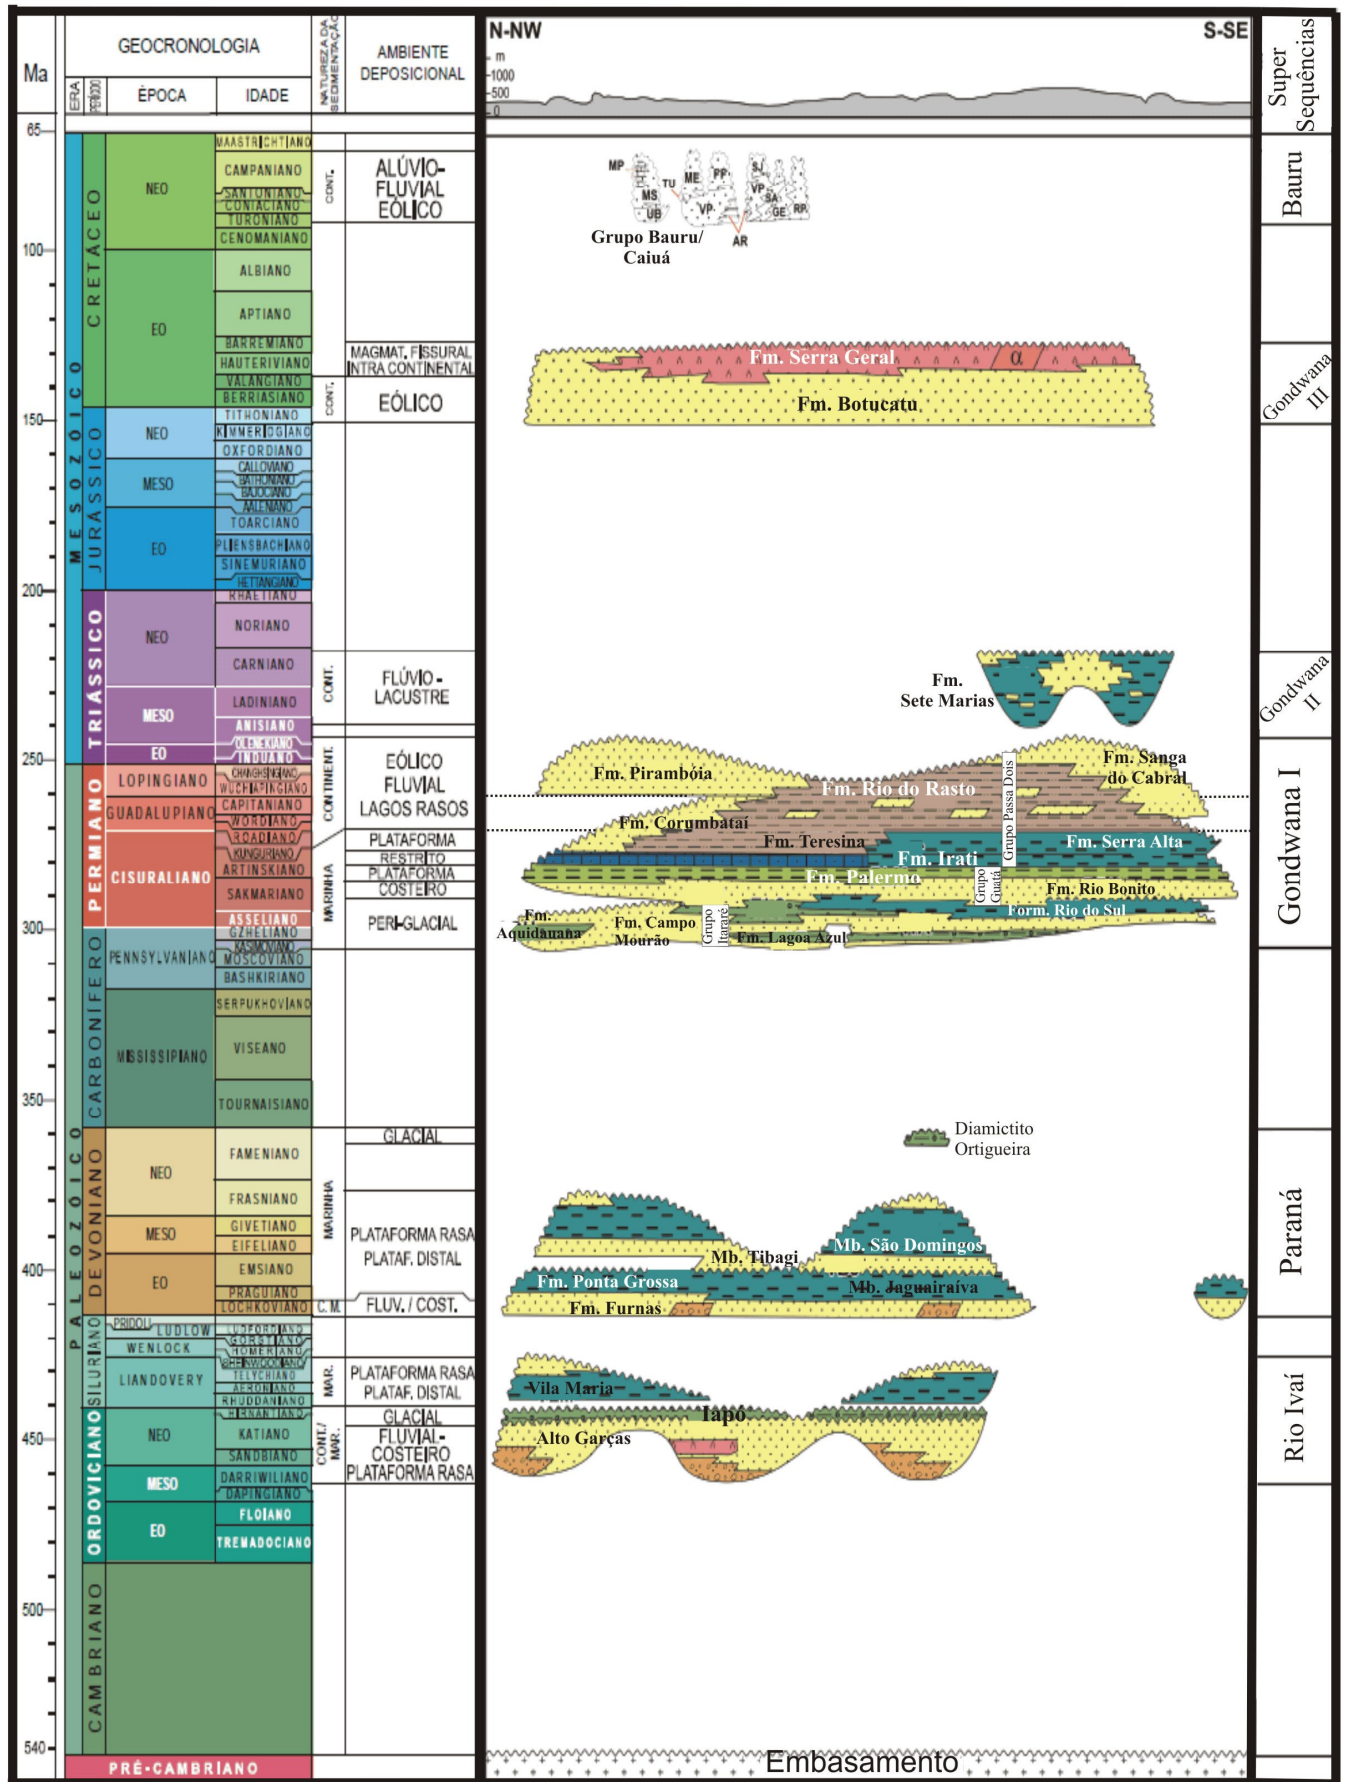 Ma
GEOCRONOLOGIA
ERA
PERÍODO
ÉPOCA
IDADE
NATUREZA DA
SEDIMENTAÇÃO
AMBIENTE
DEPOSICIONAL
N-NW
S-SE
m
1000
500
0
Super
Sequências
65
100
150
200
250
300
350
400
450
500
540
MESOZÓICO
PALEOZÓICO
CRETÁCEO
JURÁSSICO
TRIÁSSICO
PERMIANO
CARBONÍFERO
DEVONIANO
SILURIANO
ORDOVICIANO
CAMBRIANO
PRÉ-CAMBRIANO
NEO
EO
NEO
MESO
EO
NEO
MESO
EO
LOPINGIANO
GUADALUPIANO
CISURALIANO
PENNSYLVANIANO
MISSISSIPIANO
NEO
MESO
EO
PRIDOLI
LUDLOW
WENLOCK
LIANDOVERY
NEO
MESO
EO
MAASTRICHTIANO
CAMPANIANO
SANTONIANO
CONIACIANO
TURONIANO
CENOMANIANO
ALBIANO
APTIANO
BARREMIANO
HAUTERIVIANO
VALANGIANO
BERRIASIANO
TITHONIANO
KIMMERIDGIANO
OXFORDIANO
CALLOVIANO
BATHONIANO
BAJOCIANO
AALENIANO
TOARCIANO
PLIENSBACHIANO
SINEMURIANO
HETTANGIANO
RHAETIANO
NORIANO
CARNIANO
LADINIANO
ANISIANO
OLENEKIANO
INDUANO
CHANGHSINGIANO
WUCHIAPINGIANO
CAPITANIANO
WORDIANO
ROADIANO
KUNGURIANO
ARTINSKIANO
SAKMARIANO
ASSELIANO
GZHELIANO
KASIMOVIANO
MOSCOVIANO
BASHKIRIANO
SERPUKHOVIANO
VISEANO
TOURNAISIANO
FAMENIANO
FRASNIANO
GIVETIANO
EIFELIANO
EMSIANO
PRAGUIANO
LOCHKOVIANO
LUDFORDIANO
GORSTIANO
HOMERIANO
SHEINWOODIANO
TELYCHIANO
AERONIANO
RHUDDANIANO
HIRNANTIANO
KATIANO
SANDBIANO
DARRIWILIANO
DAPINGIANO
FLOIANO
TREMADOCIANO
CONT.
CONT.
CONT.
CONTINENT.
MARINHA
MARINHA
C.M.
MAR.
CONT./
MAR.
ALÚVIO-
FLUVIAL
EÓLICO
MAGMAT. FISSURAL
INTRA CONTINENTAL
EÓLICO
FLÚVIO -
LACUSTRE
EÓLICO
FLUVIAL
LAGOS RASOS
PLATAFORMA
RESTRITO
PLATAFORMA
COSTEIRO
PERI-GLACIAL
GLACIAL
PLATAFORMA RASA
PLATAF. DISTAL
FLUV. / COST.
PLATAFORMA RASA
PLATAF. DISTAL
GLACIAL
FLUVIAL-
COSTEIRO
PLATAFORMA RASA
MP
MS
UB
TU
ME
PP
VP
SJ
VP
SA
GE
RP
AR
Grupo Bauru/
Caiuá
Fm. Serra Geral
α
Fm. Botucatu
Fm.
Sete Marias
Fm. Pirambóia
Fm. Sanga
do Cabral
Fm. Rio do Rasto
Grupo Passa Dois
Fm. Corumbataí
Fm. Teresina
Fm. Serra Alta
Fm. Irati
Fm. Palermo
Grupo
Guatá
Fm. Rio Bonito
Form. Rio do Sul
Fm.
Aquidauana
Fm. Campo
Mourão
Grupo
Itararé
Fm. Lagoa Azul
Diamictito
Ortigueira
Mb. Tibagi
Mb. São Domingos
Fm. Ponta Grossa
Mb. Jaguairaíva
Fm. Furnas
Vila Maria
Iapó
Alto Garças
Embasamento
Bauru
Gondwana
III
Gondwana
II
Gondwana I
Paraná
Rio Ivaí